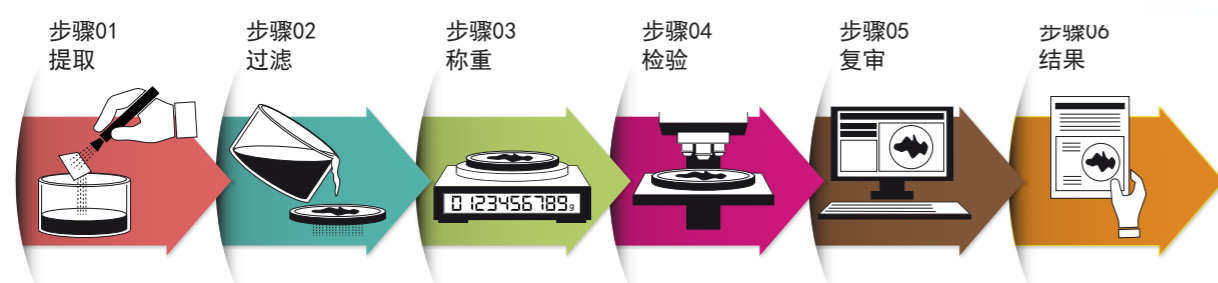 步骤01
提取
步骤02
过滤
步骤03
称重
步骤04
检验
步骤05
复审
步骤06
结果
0123456789g